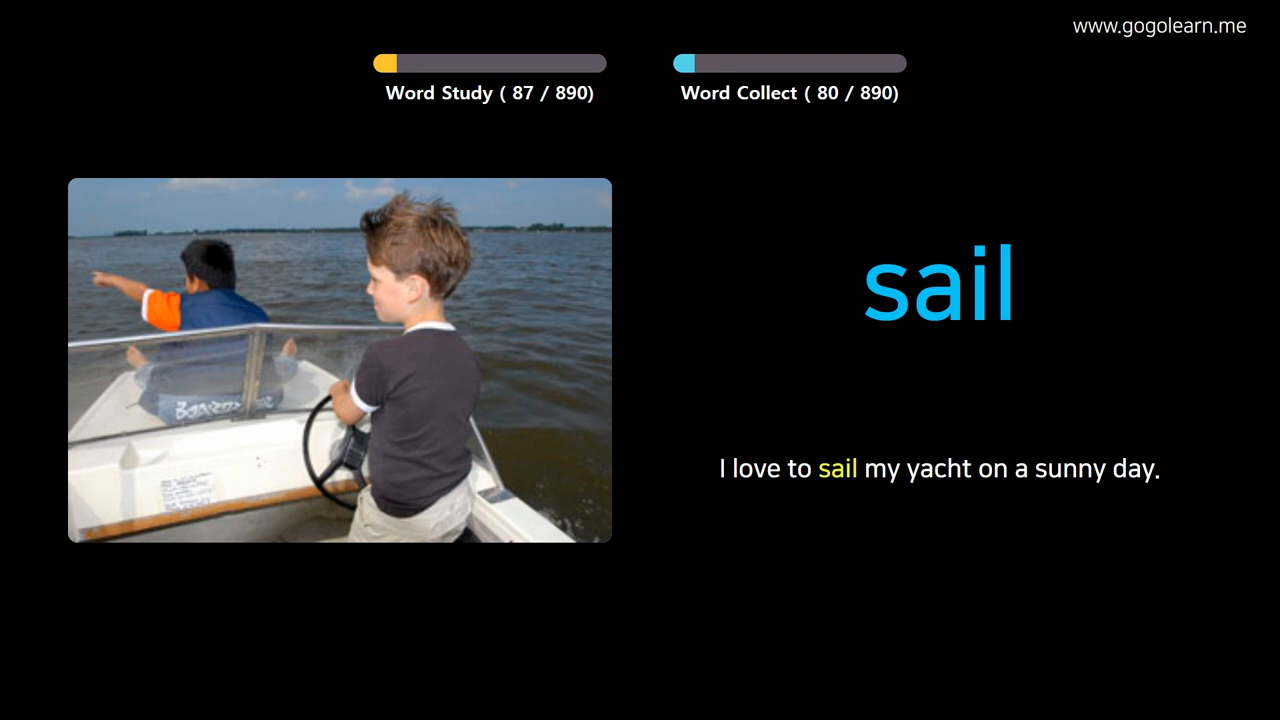 www.gogolearn.me
Word Study ( 87 / 890)
Word Collect ( 80 / 890)
sail
I love to sail my yacht on a sunny day.